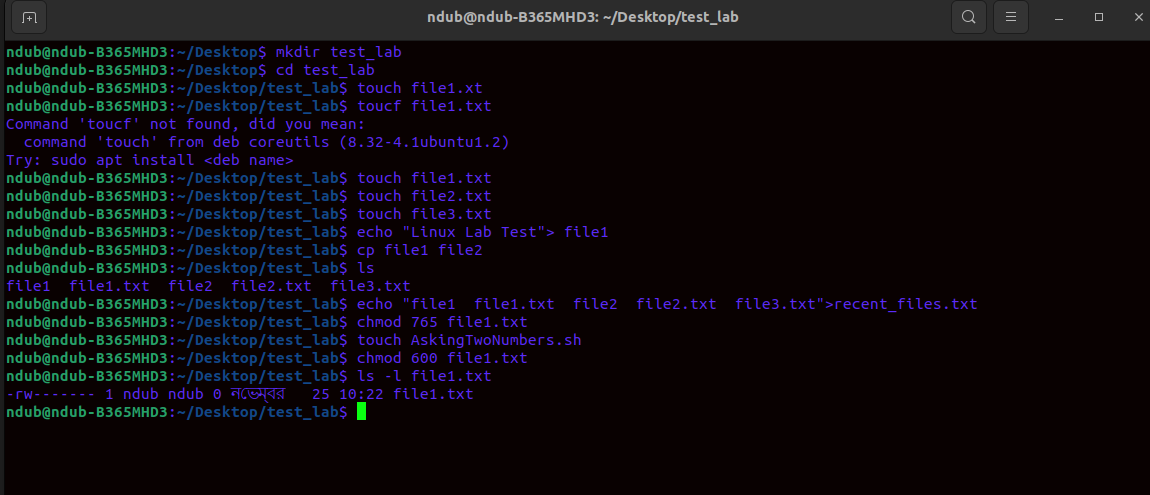 ndub@ndub-B365MHD3: ~/Desktop/test_lab
ndub@ndub-B365MHD3:~/Desktop$ mkdir test_lab
ndub@ndub-B365MHD3:~/Desktop$ cd test_lab
ndub@ndub-B365MHD3:~/Desktop/test_lab$ touch file1.xt
ndub@ndub-B365MHD3:~/Desktop/test_lab$ toucf file1.txt
Command 'toucf' not found, did you mean:
  command 'touch' from deb coreutils (8.32-4.1ubuntu1.2)
Try: sudo apt install <deb name>
ndub@ndub-B365MHD3:~/Desktop/test_lab$ touch file1.txt
ndub@ndub-B365MHD3:~/Desktop/test_lab$ touch file2.txt
ndub@ndub-B365MHD3:~/Desktop/test_lab$ touch file3.txt
ndub@ndub-B365MHD3:~/Desktop/test_lab$ echo "Linux Lab Test"> file1
ndub@ndub-B365MHD3:~/Desktop/test_lab$ cp file1 file2
ndub@ndub-B365MHD3:~/Desktop/test_lab$ ls
file1  file1.txt  file2  file2.txt  file3.txt
ndub@ndub-B365MHD3:~/Desktop/test_lab$ echo "file1  file1.txt  file2  file2.txt  file3.txt">recent_files.txt
ndub@ndub-B365MHD3:~/Desktop/test_lab$ chmod 765 file1.txt
ndub@ndub-B365MHD3:~/Desktop/test_lab$ touch AskingTwoNumbers.sh
ndub@ndub-B365MHD3:~/Desktop/test_lab$ chmod 600 file1.txt
ndub@ndub-B365MHD3:~/Desktop/test_lab$ ls -l file1.txt
-rw------- 1 ndub ndub 0 নভেম্বর   25 10:22 file1.txt
ndub@ndub-B365MHD3:~/Desktop/test_lab$